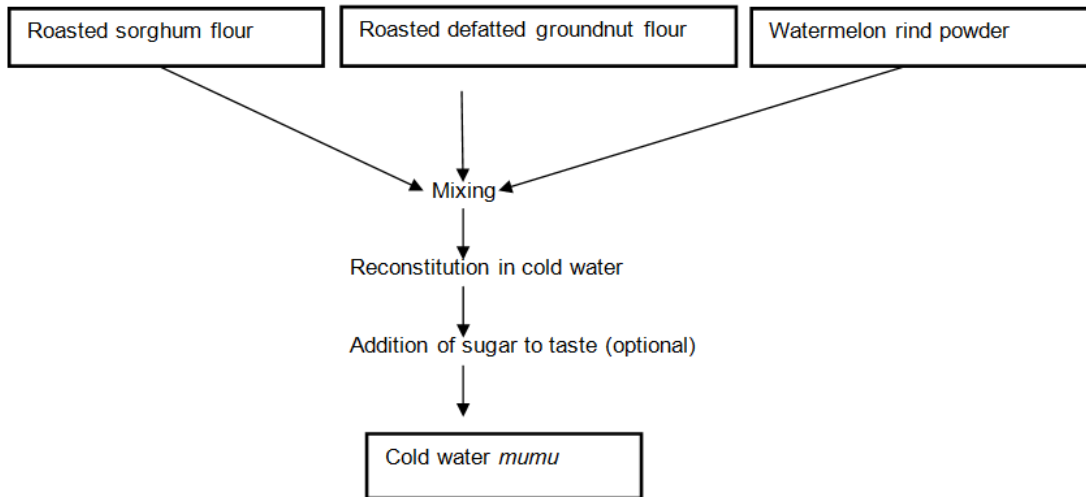 Roasted sorghum flour
Roasted defatted groundnut flour
Watermelon rind powder
Mixing
Reconstitution in cold water
Addition of sugar to taste (optional)
Cold water mumu